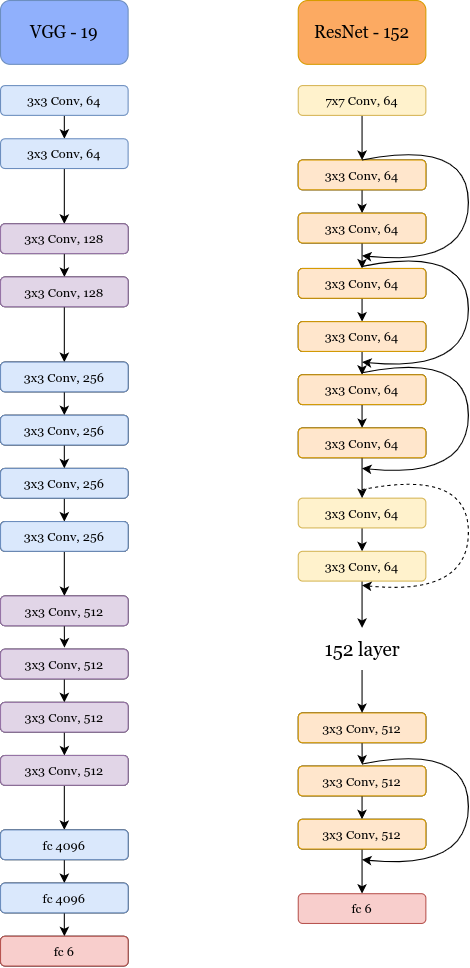 VGG - 19
3x3 Conv, 64
3x3 Conv, 64
3x3 Conv, 128
3x3 Conv, 128
3x3 Conv, 256
3x3 Conv, 256
3x3 Conv, 256
3x3 Conv, 256
3x3 Conv, 512
3x3 Conv, 512
3x3 Conv, 512
3x3 Conv, 512
fc 4096
fc 4096
fc 6
ResNet - 152
7x7 Conv, 64
3x3 Conv, 64
3x3 Conv, 64
3x3 Conv, 64
3x3 Conv, 64
3x3 Conv, 64
3x3 Conv, 64
3x3 Conv, 64
3x3 Conv, 64
152 layer
3x3 Conv, 512
3x3 Conv, 512
3x3 Conv, 512
fc 6